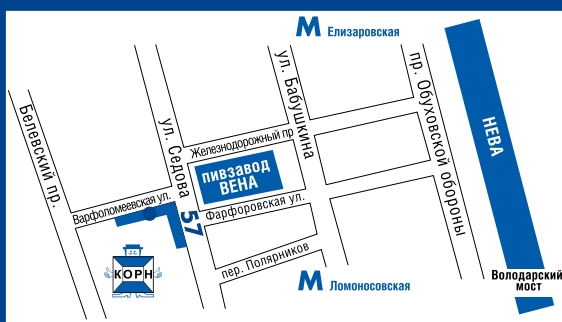 М Елизаровская
Белевский пр.
ул. Седова
ул. Бабушкина
пр. Обуховской обороны
НЕВА
Железнодорожный пр
ПИВЗАВОД
ВЕНА
Варфоломеевская ул.
Фарфоровская ул.
57
пер. Полярников
КОРН
М Ломоносовская
Володарский
мост